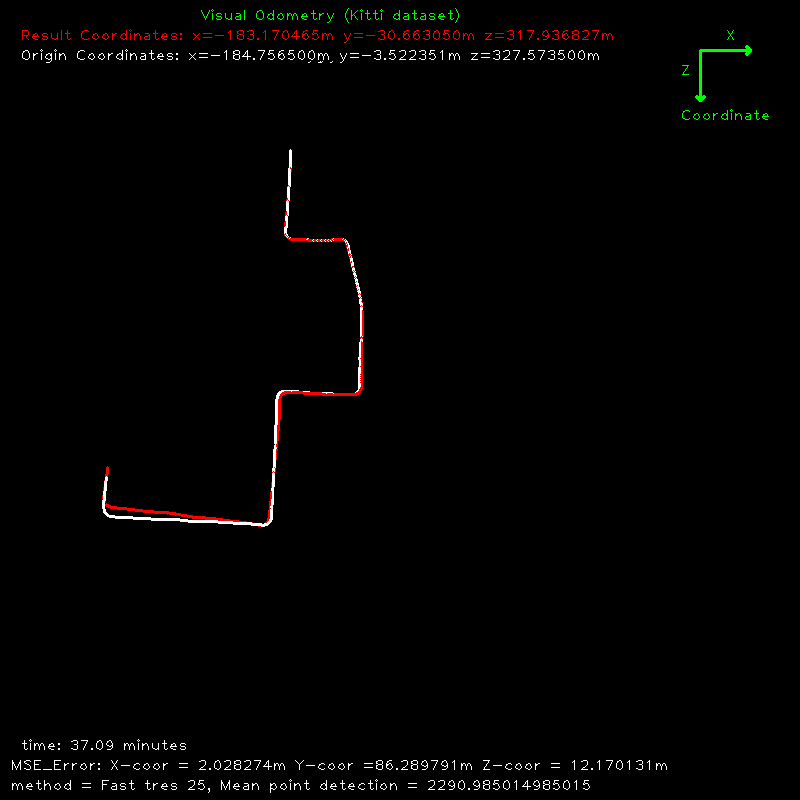 Visual Odometry (Kitti dataset)
Result Coordinates: x=-183.170465m y=-30.663050m z=317.936827m
Origin Coordinates: x=-184.756500m y=-3.522351m z=327.573500m
X
Z
Coordinate
time: 37.09 minutes
MSE_Error: X-coor = 2.028274m Y-coor =86.289791m Z-coor = 12.170131m
method = Fast tres 25, Mean point detection = 2290.985014985015